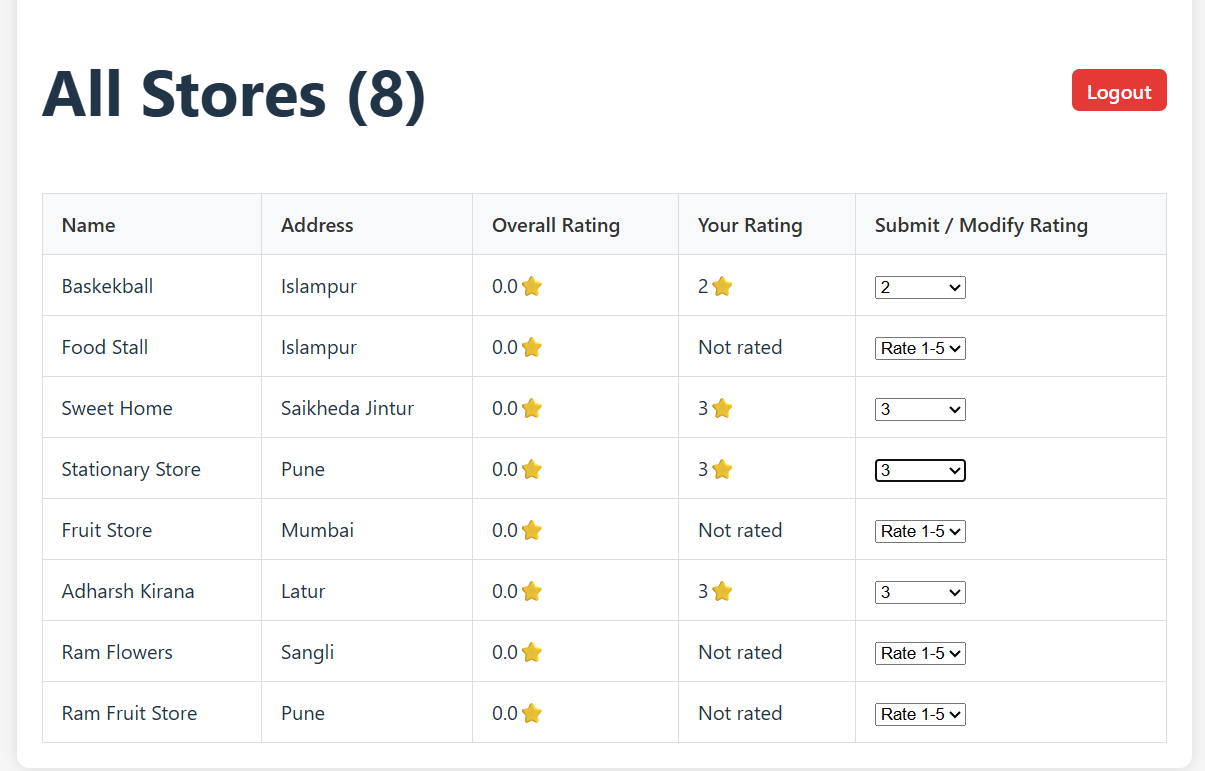 All Stores (8)
Logout
Name Address Overall Rating Your Rating Submit / Modify Rating
Baskekball Islampur 0.0⭐ 2⭐ 2
Food Stall Islampur 0.0⭐ Not rated Rate 1-5
Sweet Home Saikheda Jintur 0.0⭐ 3⭐ 3
Stationary Store Pune 0.0⭐ 3⭐ 3
Fruit Store Mumbai 0.0⭐ Not rated Rate 1-5
Adharsh Kirana Latur 0.0⭐ 3⭐ 3
Ram Flowers Sangli 0.0⭐ Not rated Rate 1-5
Ram Fruit Store Pune 0.0⭐ Not rated Rate 1-5